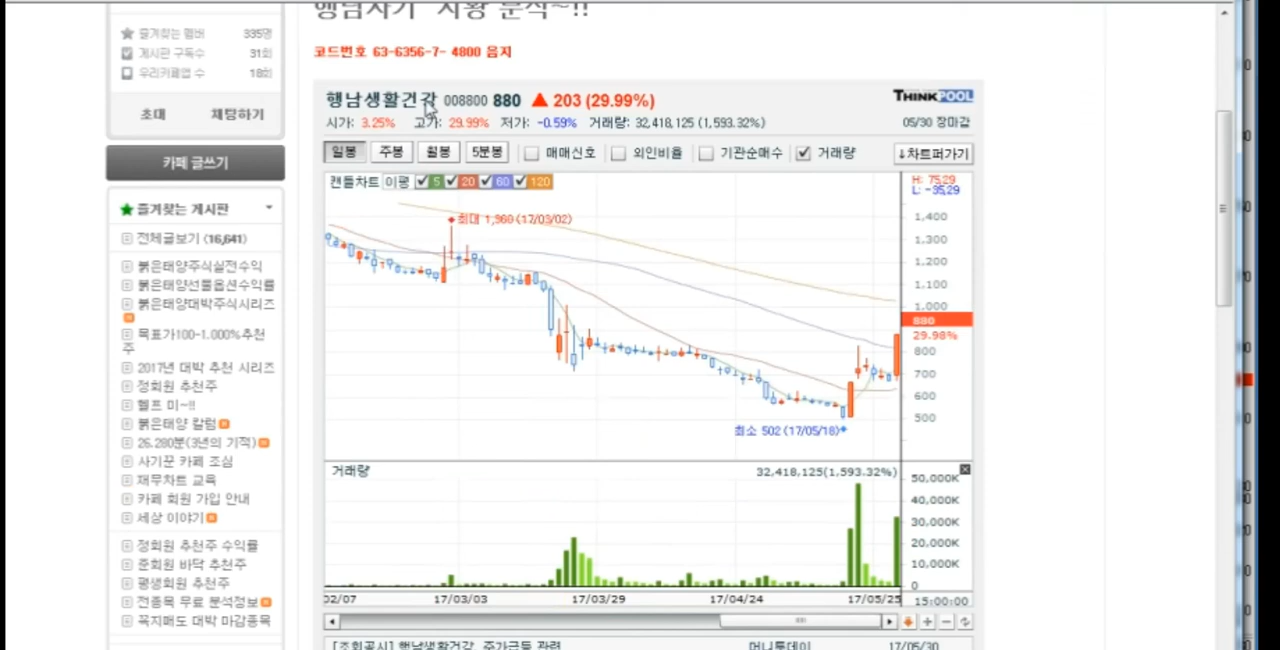 행남자기 시황 분석~!!
코드번호 63-6356-7- 4800 음지
즐겨찾는 멤버 335명
게시판 구독수 31회
우리카페앱 수 18회
초대 채팅하기
카페 글쓰기
즐겨찾는 게시판
전체글보기 (16,641)
붉은태양주식실전수익
붉은태양선물옵션수익률
붉은태양대박주식시리즈
목표가100-1,000%추천
주
2017년 대박 추천 시리즈
정회원 추천주
헬프 미~!!
붉은태양 칼럼
26,280분(3년의 기적)
사기꾼 카페 조심
재무차트 교육
카페 회원 가입 안내
세상 이야기
정회원 추천주 수익률
준회원 바닥 추천주
평생회원 추천주
전종목 무료 분석정보
꼭지매도 대박 마감종목
행남생활건강 008800 880 ▲ 203 (29.99%)
THINKPOOL
시가: 3.25% 고가: 29.99% 저가: -0.59% 거래량: 32,418,125 (1,593.32%)
05/30 장마감
일봉 주봉 월봉 5분봉 매매신호 외인비율 기관순매수 거래량 ↓차트퍼가기
캔들차트 이평 5 20 60 120
H: 75,29
L: -35,29
최대 1,360 (17/03/02)
1,400
1,300
1,200
1,100
1,000
880
29.98%
800
700
600
500
최소 502 (17/05/18)
거래량 32,418,125(1,593.32%)
50,000K
40,000K
30,000K
20,000K
10,000K
0
02/07 17/03/03 17/03/29 17/04/24 17/05/25 15:00:00
[조회공시] 행남생활건강, 주가급등 관련 머니투데이 17/05/30